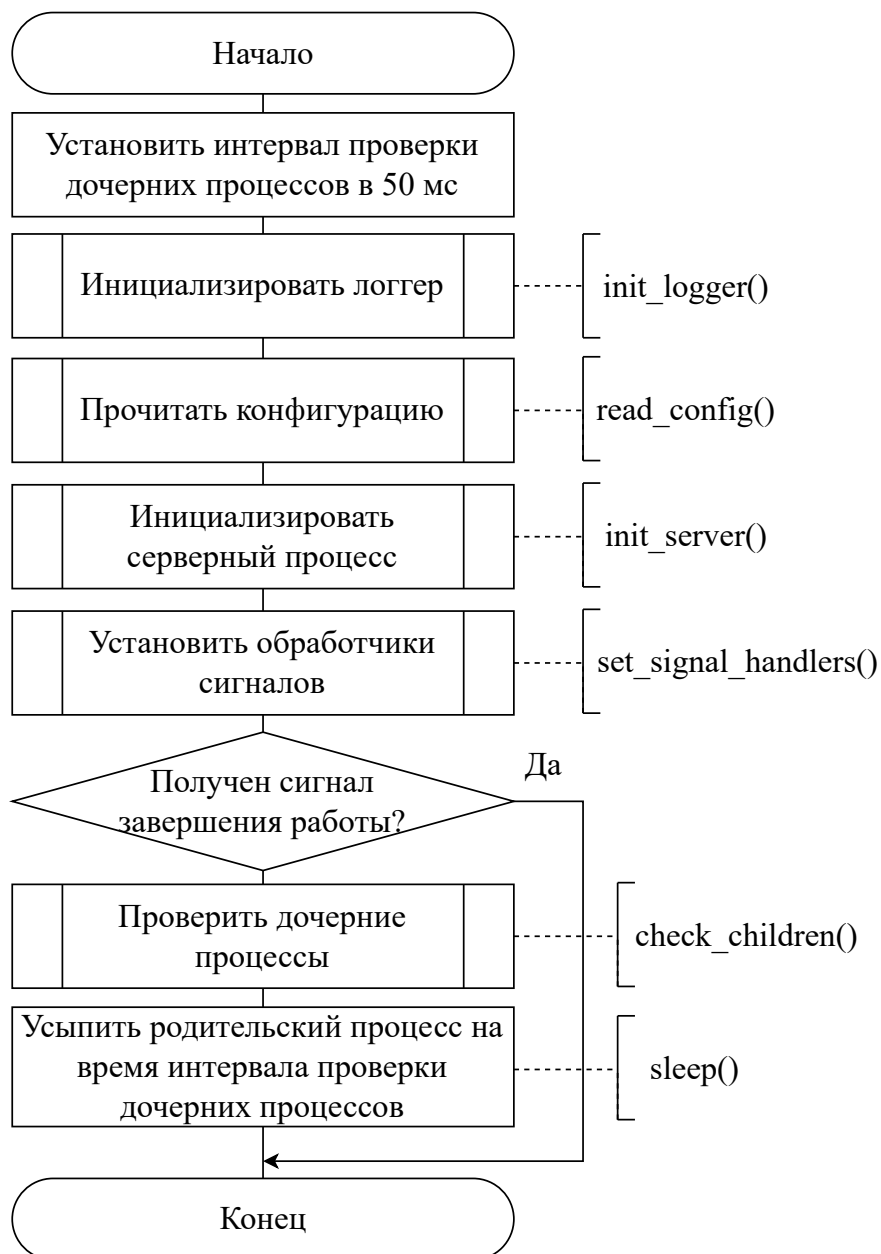 Начало
Установить интервал проверки
дочерних процессов в 50 мс
Инициализировать логгер
init_logger()
Прочитать конфигурацию
read_config()
Инициализировать
серверный процесс
init_server()
Установить обработчики
сигналов
set_signal_handlers()
Получен сигнал
завершения работы?
Да
Проверить дочерние
процессы
check_children()
Усыпить родительский процесс на
время интервала проверки
дочерних процессов
sleep()
Конец